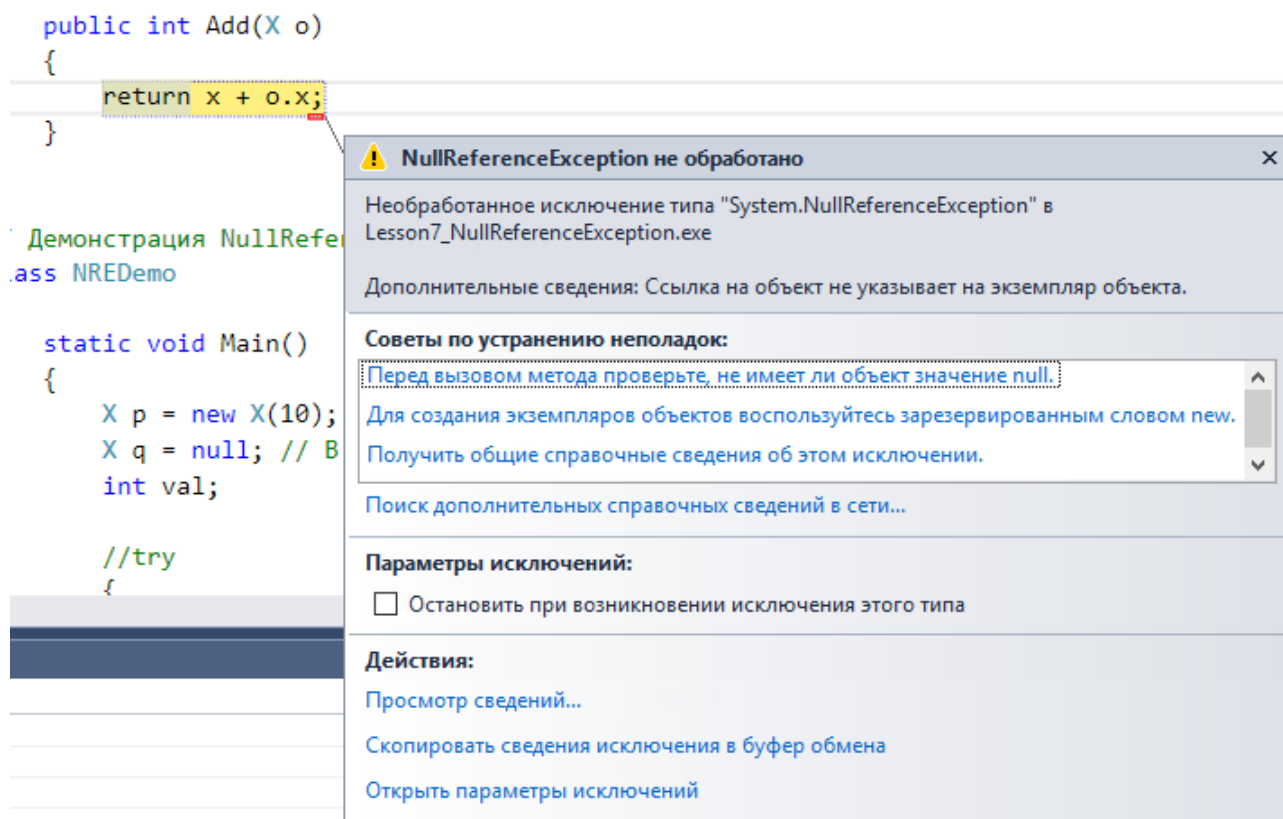 public int Add(X o)
{
return x + o.x;
}
NullReferenceException не обработано
Необработанное исключение типа "System.NullReferenceException" в
Lesson7_NullReferenceException.exe
Дополнительные сведения: Ссылка на объект не указывает на экземпляр объекта.
Советы по устранению неполадок:
Перед вызовом метода проверьте, не имеет ли объект значение null.
Для создания экземпляров объектов воспользуйтесь зарезервированным словом new.
Получить общие справочные сведения об этом исключении.
Поиск дополнительных справочных сведений в сети...
Параметры исключений:
Остановить при возникновении исключения этого типа
Действия:
Просмотр сведений...
Скопировать сведения исключения в буфер обмена
Открыть параметры исключений
/ Демонстрация NullRefe
lass NREDemo
static void Main()
{
X p = new X(10);
X q = null; // В
int val;
//try
{